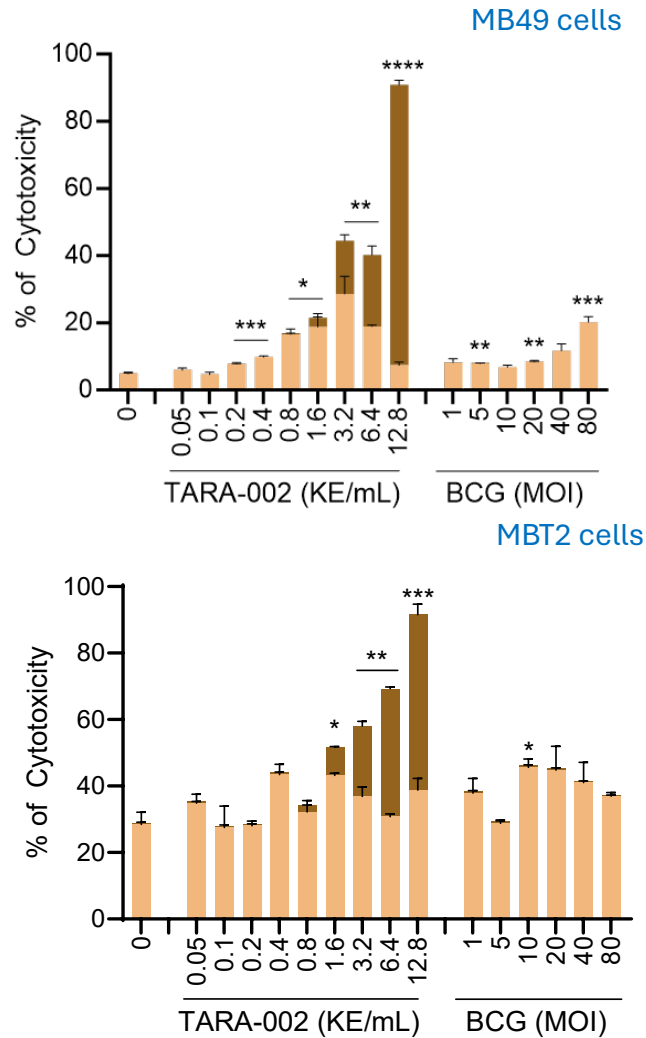 MB49 cells
% of Cytotoxicity
100
80
60
40
20
0
***
*
**
****
**
**
***
0 0.05 0.1 0.2 0.4 0.8 1.6 3.2 6.4 12.8 1 5 10 20 40 80
TARA-002 (KE/mL) BCG (MOI)
MBT2 cells
% of Cytotoxicity
100
80
60
40
20
0
*
**
***
*
0 0.05 0.1 0.2 0.4 0.8 1.6 3.2 6.4 12.8 1 5 10 20 40 80
TARA-002 (KE/mL) BCG (MOI)